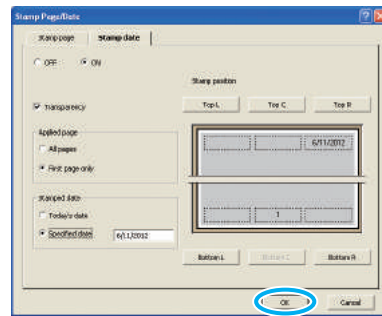 Stamp Page/Date
Stamp page Stamp date
OFF ON
Stamp position
Transparency
Top L Top C Top R
Applied page
All pages
First page only
6/11/2012
Stamped date
Today's date
Specified date 6/11/2012
1
Bottom L Bottom C Bottom R
OK Cancel